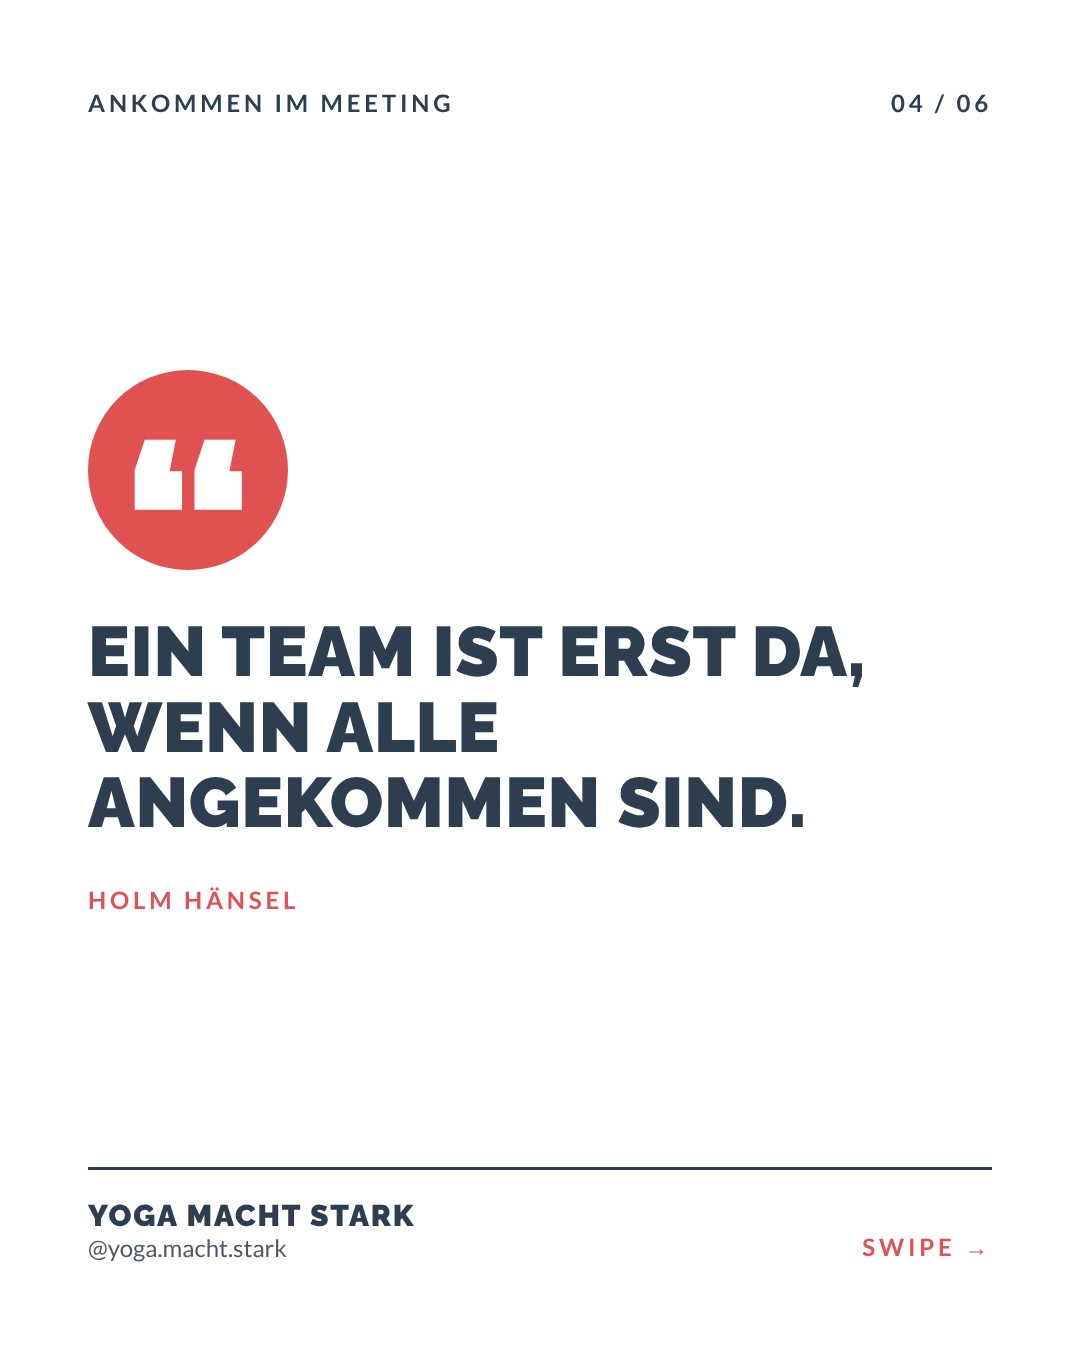 ANKOMMEN IM MEETING
04 / 06
“
EIN TEAM IST ERST DA,
WENN ALLE
ANGEKOMMEN SIND.
HOLM HÄNSEL
YOGA MACHT STARK
@yoga.macht.stark
SWIPE →